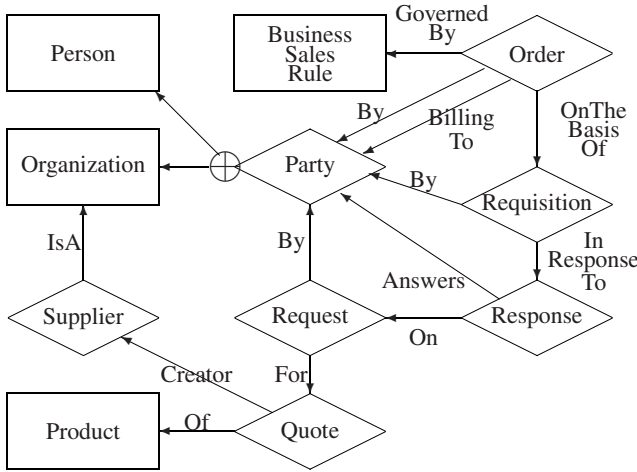 Governed
By
Person
Business
Sales
Rule
Order
By
Billing
To
OnThe
Basis
Of
Organization
Party
By
Requisition
IsA
By
In
Response
To
Answers
Supplier
Request
Response
On
Creator
For
Product
Of
Quote